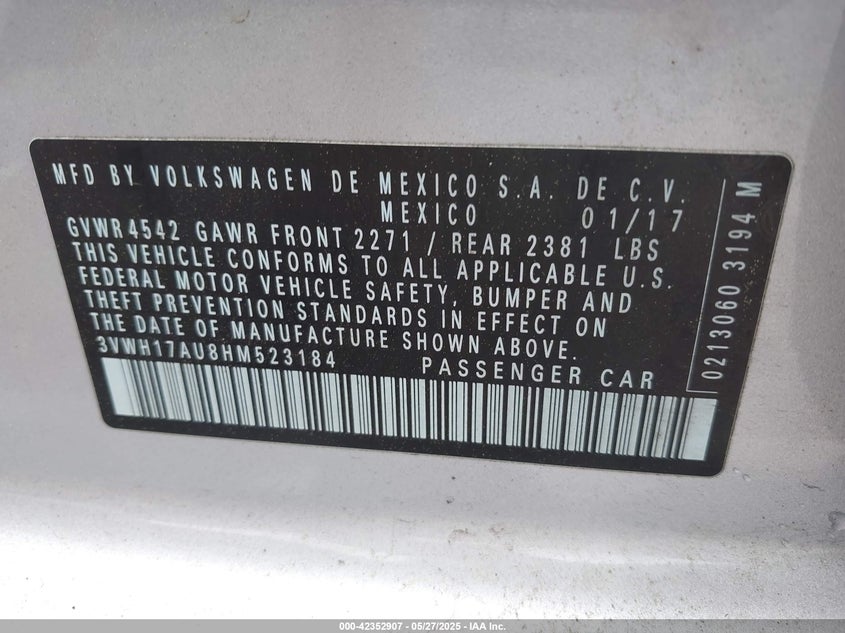 MFD BY VOLKSWAGEN DE MEXICO S.A. DE C.V.
MEXICO 01/17
GVWR4542 GAWR FRONT 2271 / REAR 2381 LBS
THIS VEHICLE CONFORMS TO ALL APPLICABLE U.S.
FEDERAL MOTOR VEHICLE SAFETY, BUMPER AND
THEFT PREVENTION STANDARDS IN EFFECT ON
THE DATE OF MANUFACTURE SHOWN ABOVE.
3VWH17AU8HM523184 PASSENGER CAR
0213060 3194 M
000-42352907 - 05/27/2025 - IAA Inc.